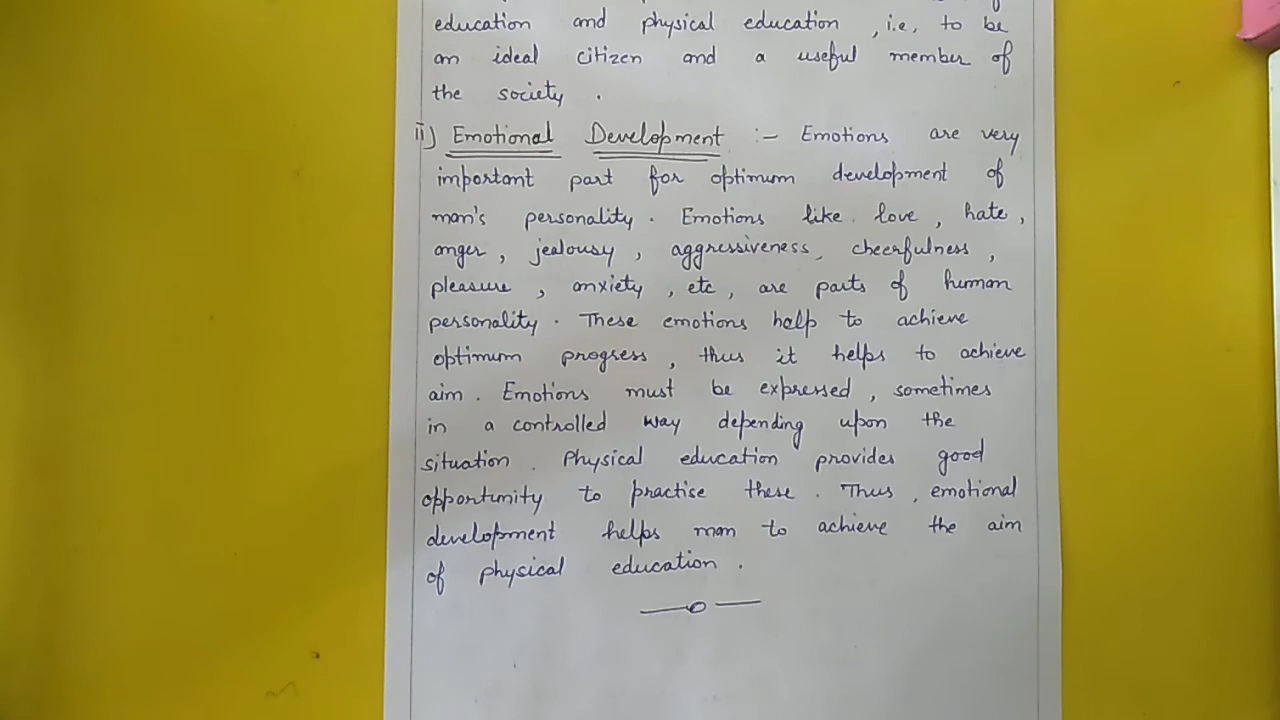 education and physical education , i.e, to be
an ideal citizen and a useful member of
the society .
ii) Emotional Development :- Emotions are very
important part for optimum development of
man's personality . Emotions like love , hate ,
anger , jealousy , aggressiveness , cheerfulness ,
pleasure , anxiety , etc , are parts of human
personality . These emotions help to achieve
optimum progress , thus it helps to achieve
aim . Emotions must be expressed , sometimes
in a controlled way depending upon the
situation . Physical education provides good
opportunity to practise these . Thus , emotional
development helps man to achieve the aim
of physical education .